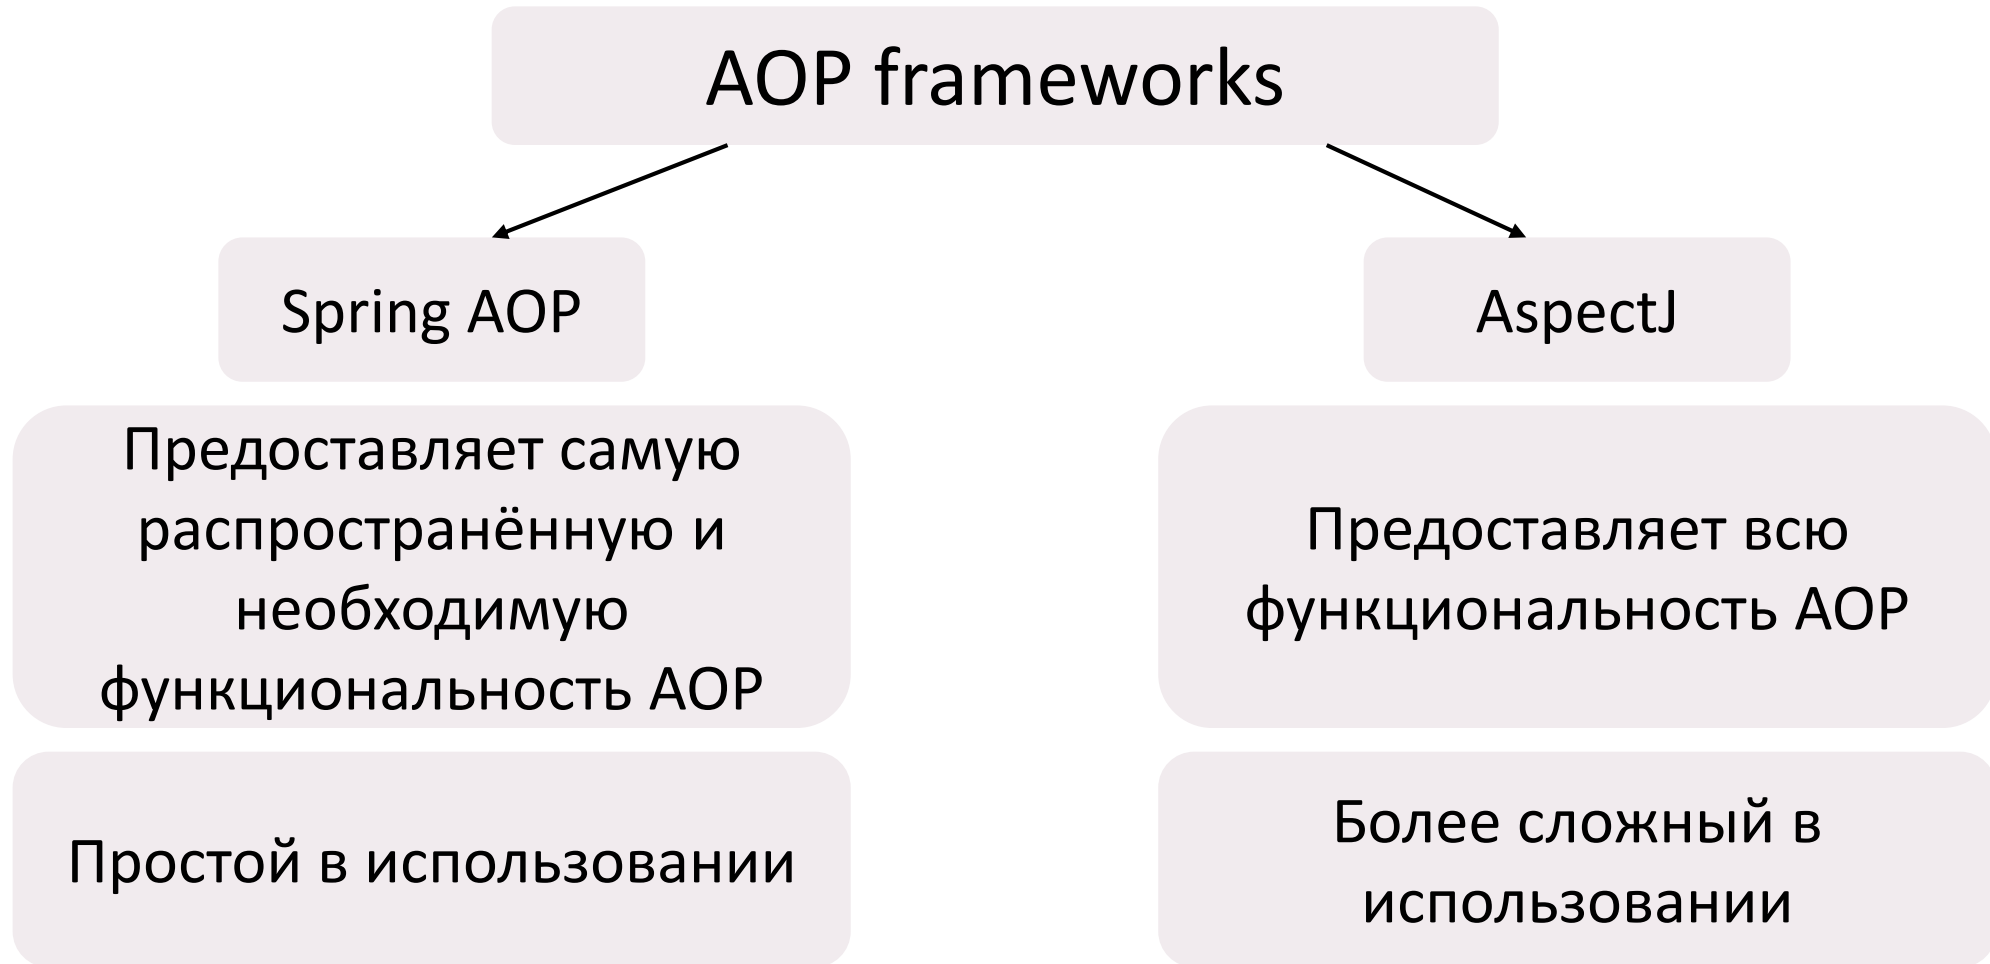 AOP frameworks
Spring AOP
AspectJ
Предоставляет самую
распространённую и
необходимую
функциональность AOP
Предоставляет всю
функциональность AOP
Простой в использовании
Более сложный в
использовании